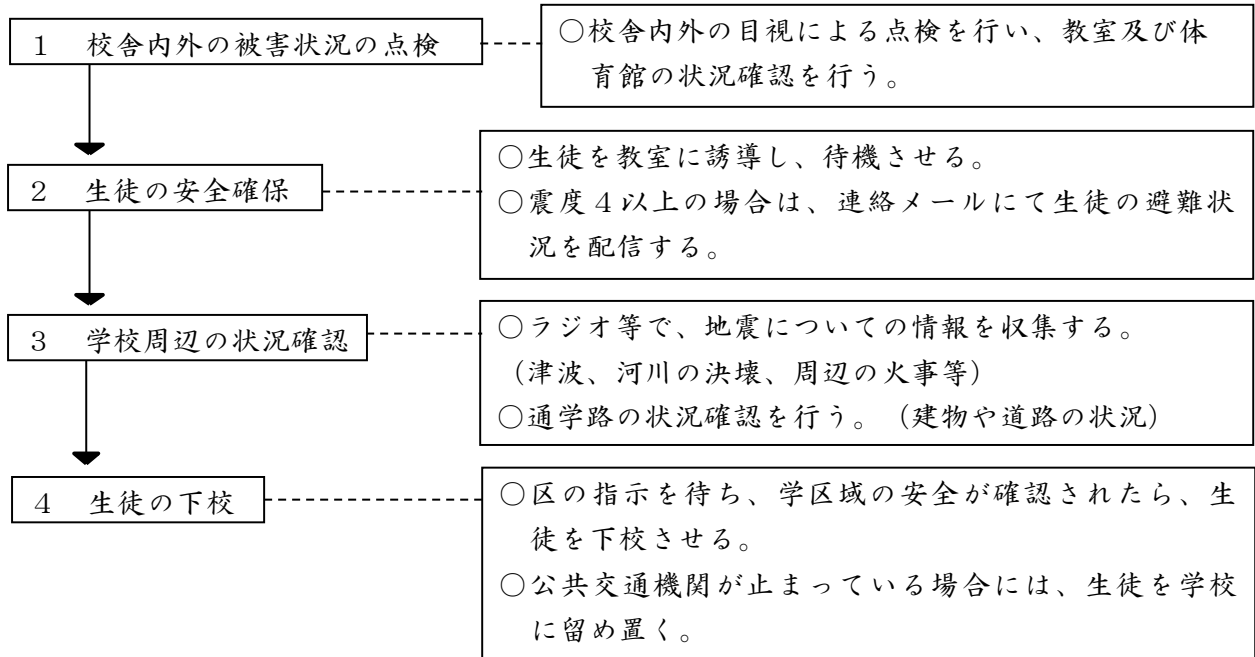 1　校舎内外の被害状況の点検
○校舎内外の目視による点検を行い、教室及び体
育館の状況確認を行う。
2　生徒の安全確保
○生徒を教室に誘導し、待機させる。
○震度４以上の場合は、連絡メールにて生徒の避難状
況を配信する。
3　学校周辺の状況確認
○ラジオ等で、地震についての情報を収集する。
（津波、河川の決壊、周辺の火事等）
○通学路の状況確認を行う。（建物や道路の状況）
4　生徒の下校
○区の指示を待ち、学区域の安全が確認されたら、生
徒を下校させる。
○公共交通機関が止まっている場合には、生徒を学校
に留め置く。